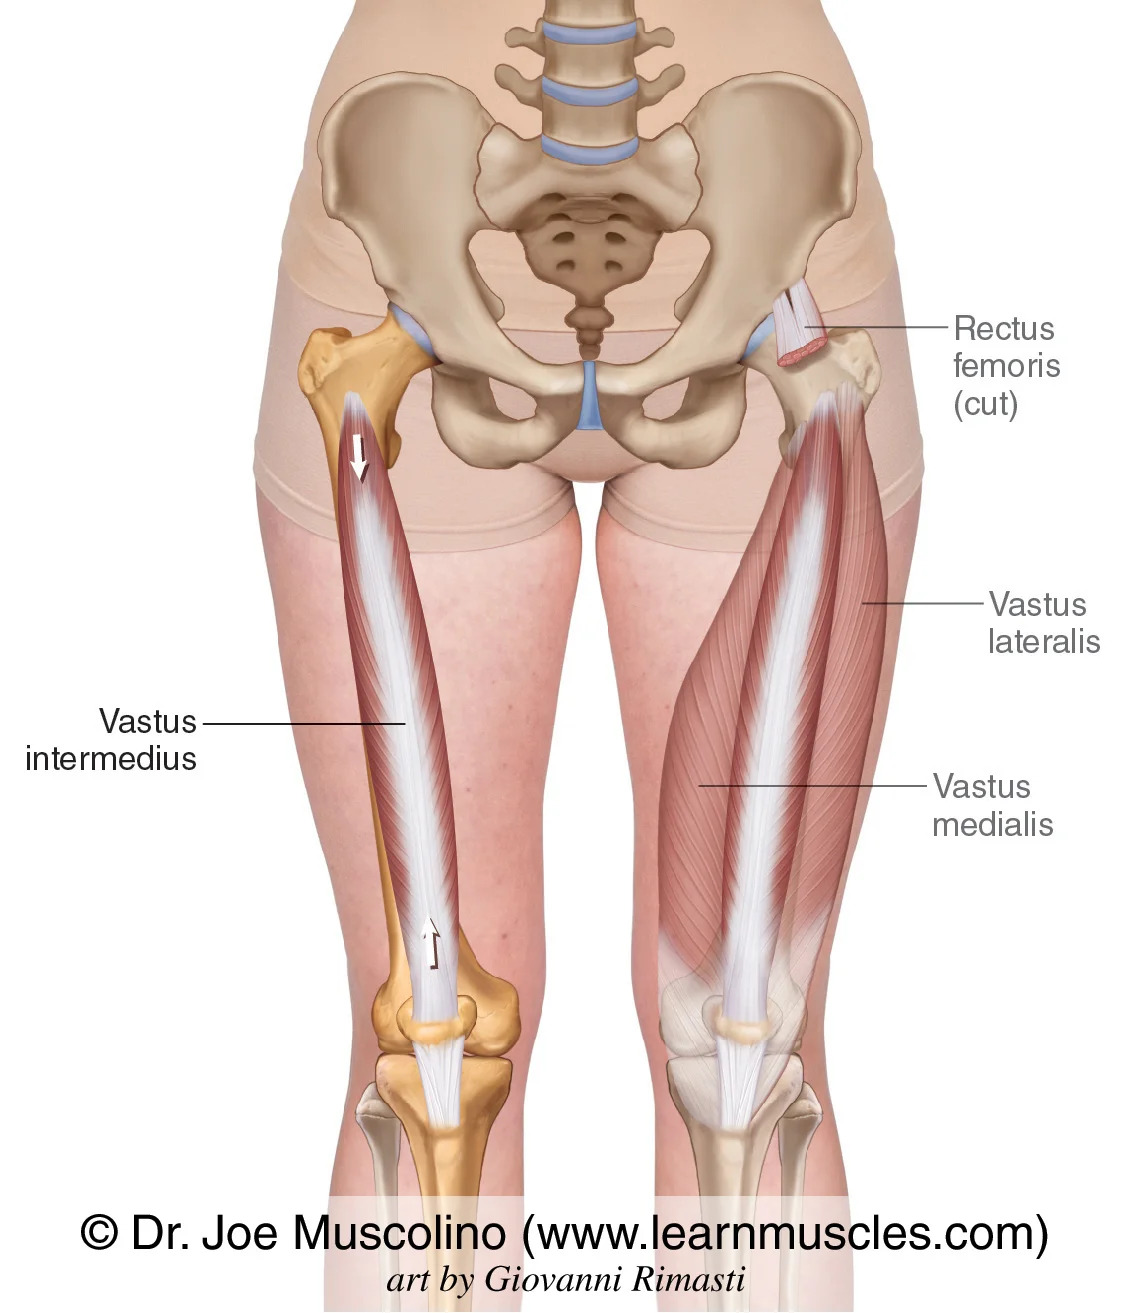 Rectus
femoris
(cut)
Vastus
lateralis
Vastus
intermedius
Vastus
medialis
© Dr. Joe Muscolino (www.learnmuscles.com)
art by Giovanni Rimasti